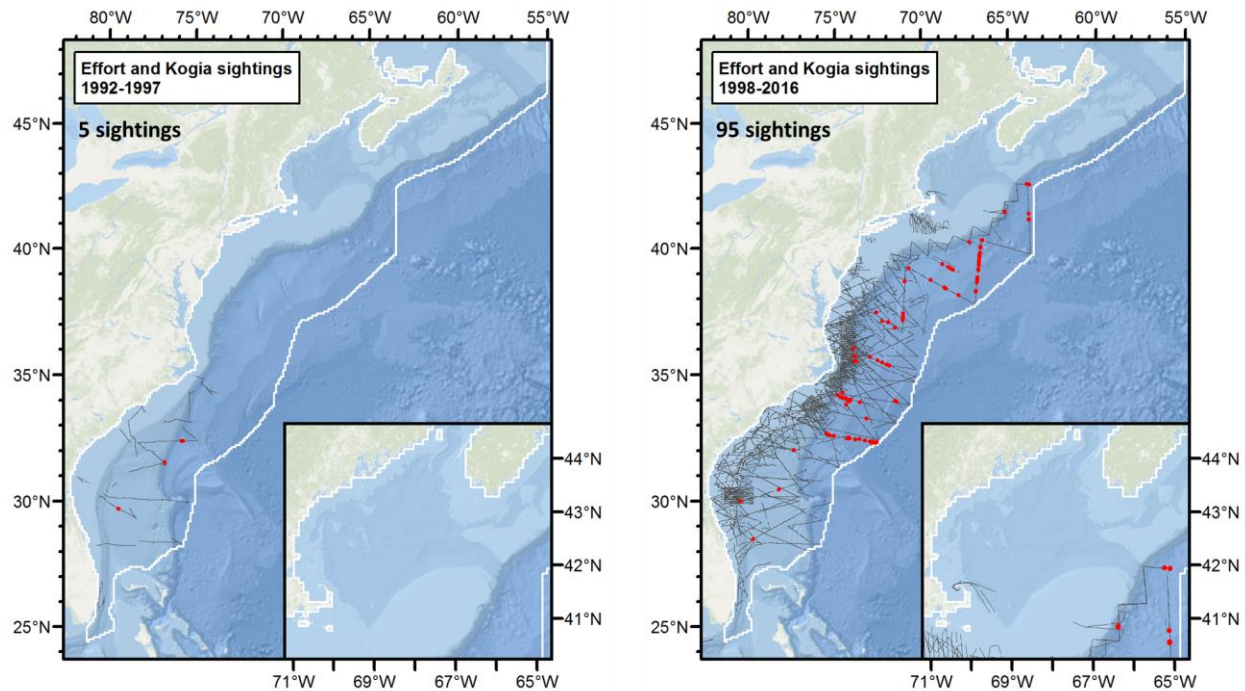 80°W 75°W 70°W 65°W 60°W 55°W
Effort and Kogia sightings
1992-1997
5 sightings
45°N
40°N
35°N
30°N
25°N
44°N
43°N
42°N
41°N
71°W 69°W 67°W 65°W
80°W 75°W 70°W 65°W 60°W 55°W
Effort and Kogia sightings
1998-2016
95 sightings
45°N
40°N
35°N
30°N
25°N
44°N
43°N
42°N
41°N
71°W 69°W 67°W 65°W